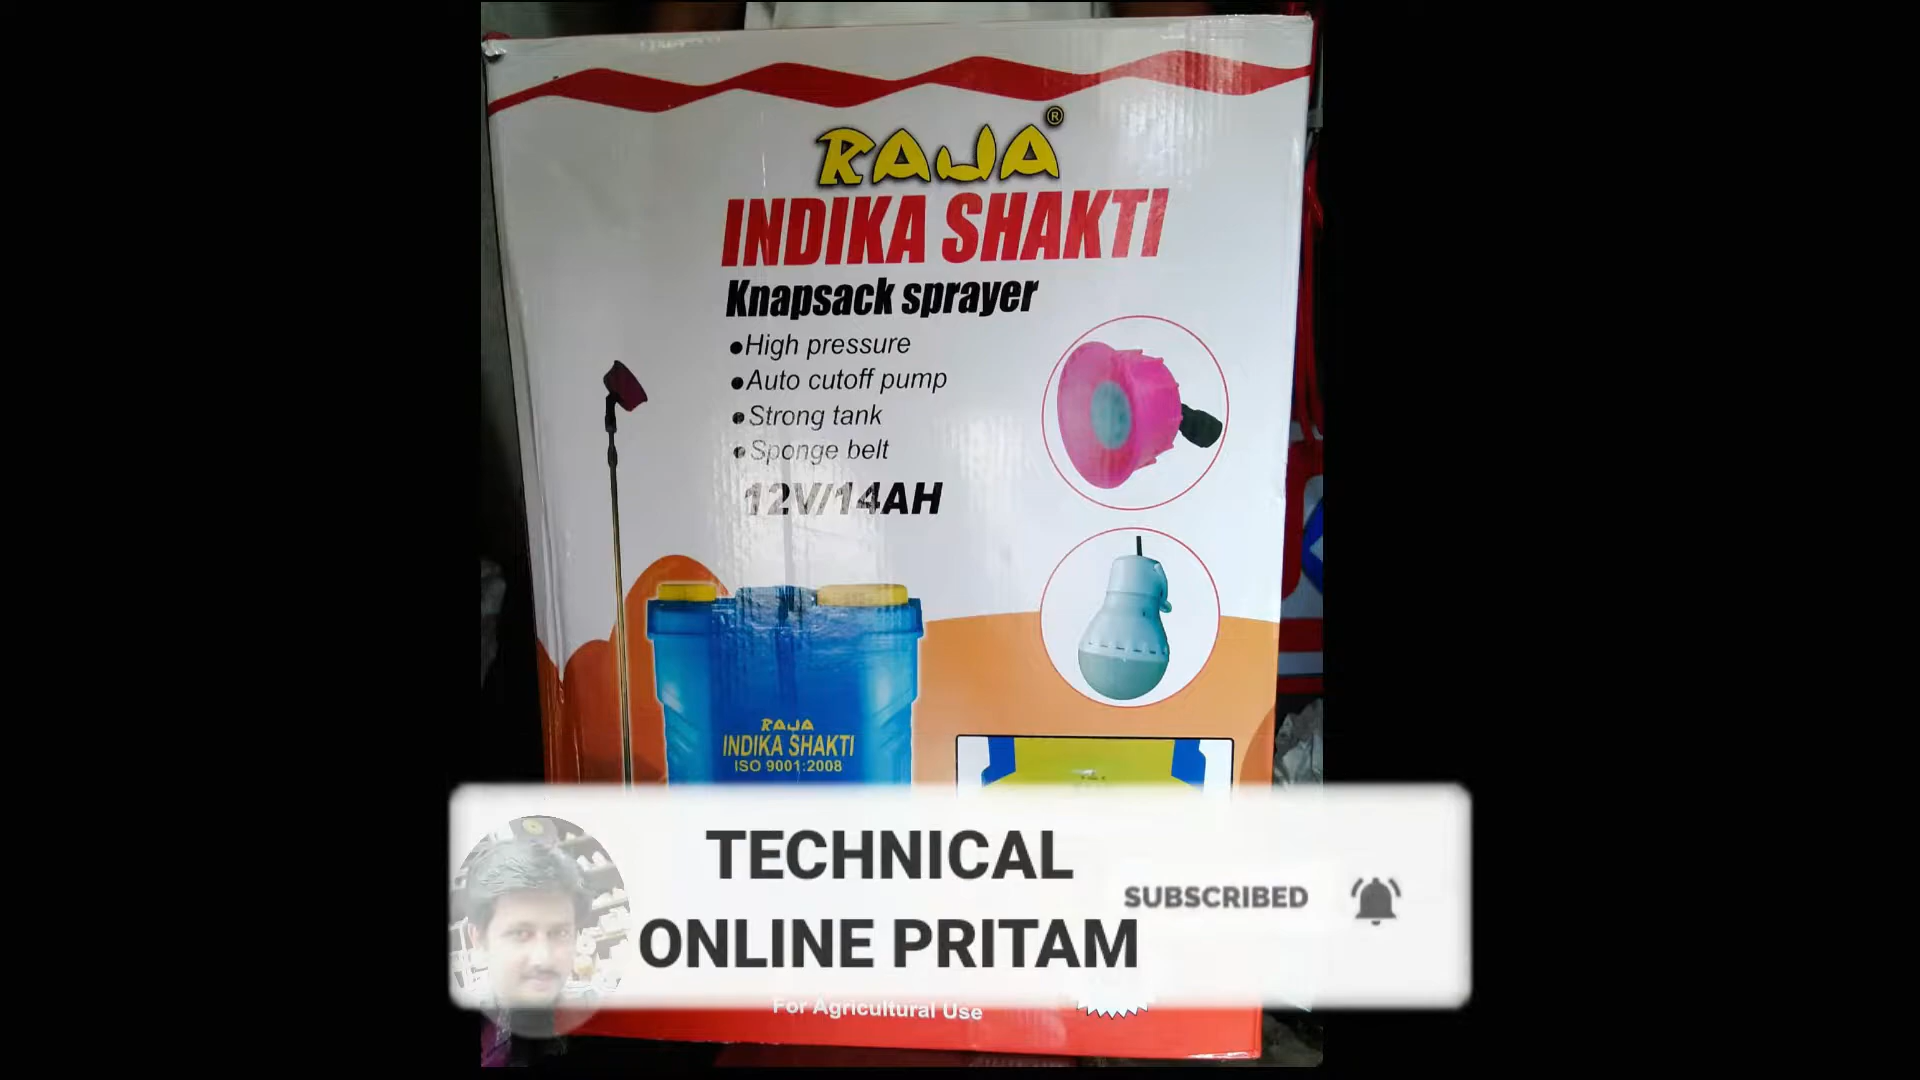 RAJA®
INDIKA SHAKTI
Knapsack sprayer
●High pressure
●Auto cutoff pump
●Strong tank
●Sponge belt
12V/14AH
RAJA
INDIKA SHAKTI
ISO 9001:2008
TECHNICAL
ONLINE PRITAM
SUBSCRIBED
For Agricultural Use